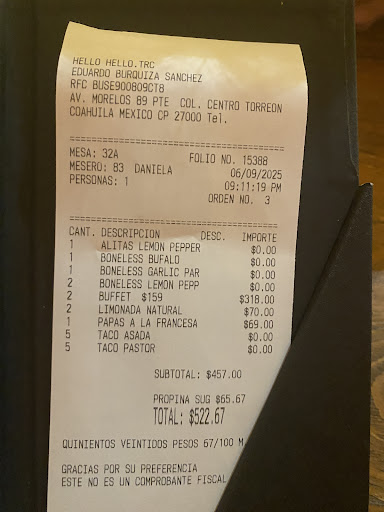 HELLO HELLO.TRC
EDUARDO BURQUIZA SANCHEZ
RFC BUSE900809CT8
AV. MORELOS 89 PTE COL. CENTRO TORREON
COAHUILA MEXICO CP 27000 Tel.
==========================================
MESA: 32A FOLIO NO. 15388
MESERO: 83 DANIELA 06/09/2025
PERSONAS: 1 09:11:19 PM
ORDEN NO. 3
==========================================
CANT. DESCRIPCION DESC. IMPORTE
1 ALITAS LEMON PEPPER $0.00
1 BONELESS BUFALO $0.00
1 BONELESS GARLIC PAR $0.00
2 BONELESS LEMON PEPP $0.00
2 BUFFET $159 $318.00
2 LIMONADA NATURAL $70.00
1 PAPAS A LA FRANCESA $69.00
5 TACO ASADA $0.00
5 TACO PASTOR $0.00
SUBTOTAL: $457.00
PROPINA SUG $65.67
TOTAL: $522.67
QUINIENTOS VEINTIDOS PESOS 67/100 M
GRACIAS POR SU PREFERENCIA
ESTE NO ES UN COMPROBANTE FISCAL